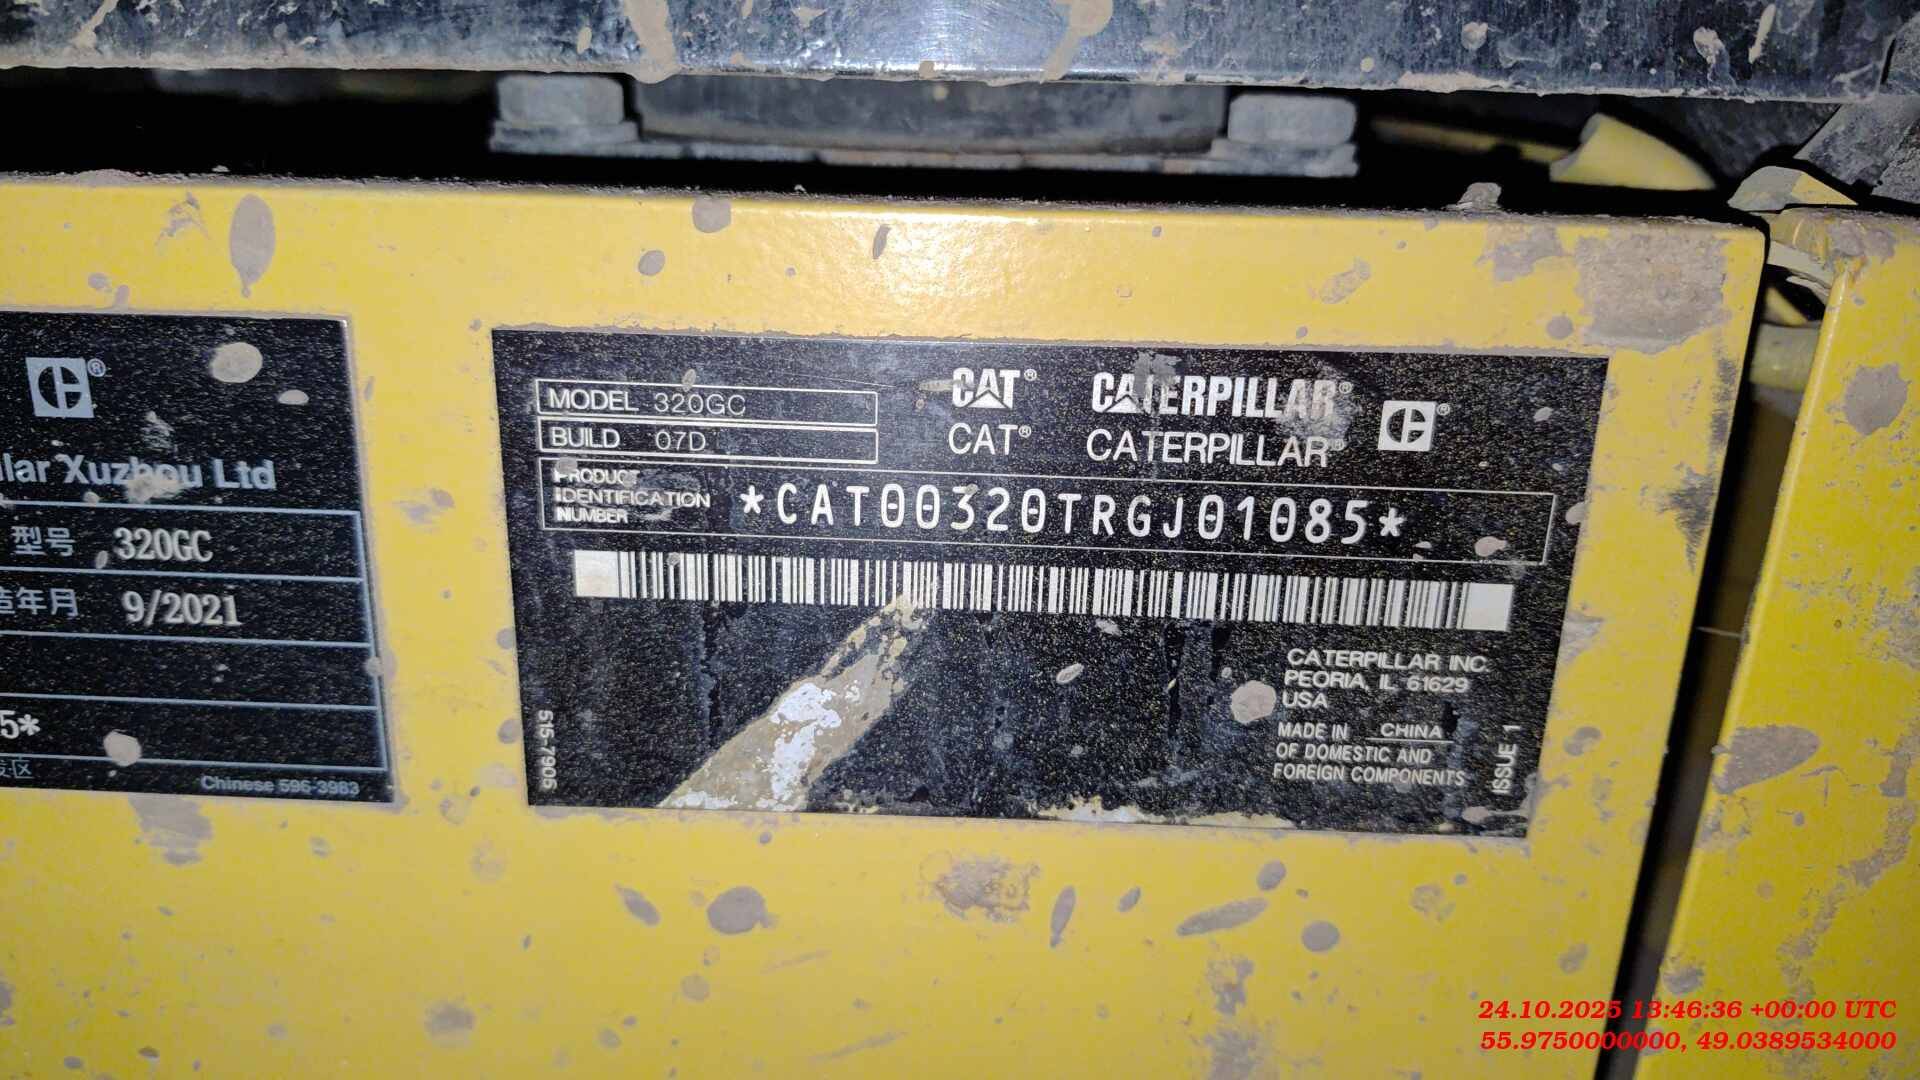 llar Xuzhou Ltd
型号 320GC
造年月 9/2021
5*
区
Chinese 596-3983
MODEL 320GC
BUILD 07D
CAT® CATERPILLAR®
CAT® CATERPILLAR®
PRODUCT
IDENTIFICATION
NUMBER
*CAT00320TRGJ01085*
CATERPILLAR INC.
PEORIA, IL 61629
USA
MADE IN CHINA
OF DOMESTIC AND
FOREIGN COMPONENTS
515-7906
ISSUE 1
24.10.2025 13:46:36 +00:00 UTC
55.9750000000, 49.0389534000